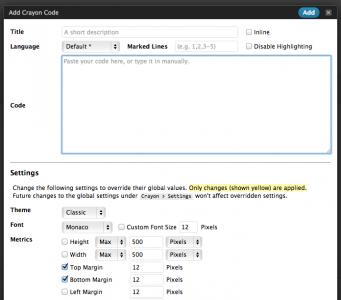 Add Crayon Code Add
Title A short description Inline
Language Default * Marked Lines (e.g. 1,2,3-5) Disable Highlighting
Paste your code here, or type it in manually.
Code
Settings
Change the following settings to override their global values. Only changes (shown yellow) are applied.
Future changes to the global settings under Crayon > Settings won't affect overridden settings.
Theme Classic
Font Monaco Custom Font Size 12 Pixels
Metrics Height Max 500 Pixels
Width Max 500 Pixels
Top Margin 12 Pixels
Bottom Margin 12 Pixels
Left Margin 12 Pixels